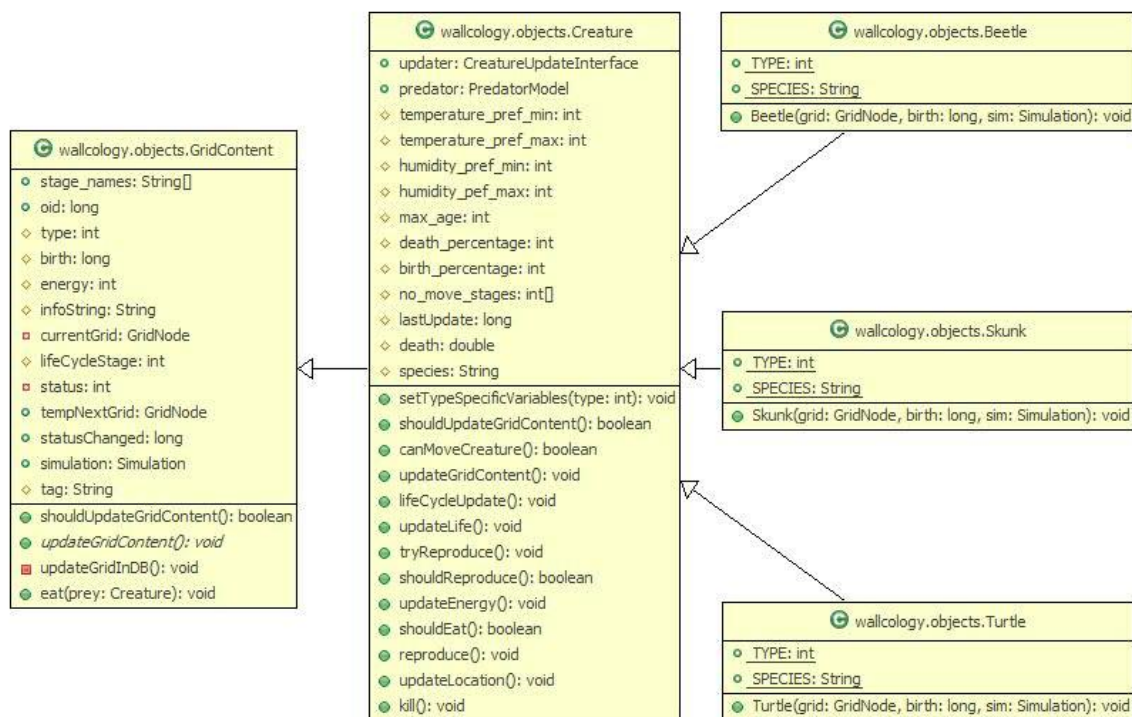 wallcology.objects.GridContent
stage_names: String[]
oid: long
type: int
birth: long
energy: int
infoString: String
currentGrid: GridNode
lifeCycleStage: int
status: int
tempNextGrid: GridNode
statusChanged: long
simulation: Simulation
tag: String
shouldUpdateGridContent(): boolean
updateGridContent(): void
updateGridInDB(): void
eat(prey: Creature): void
wallcology.objects.Creature
updater: CreatureUpdateInterface
predator: PredatorModel
temperature_pref_min: int
temperature_pref_max: int
humidity_pref_min: int
humidity_pef_max: int
max_age: int
death_percentage: int
birth_percentage: int
no_move_stages: int[]
lastUpdate: long
death: double
species: String
setTypeSpecificVariables(type: int): void
shouldUpdateGridContent(): boolean
canMoveCreature(): boolean
updateGridContent(): void
lifeCycleUpdate(): void
updateLife(): void
tryReproduce(): void
shouldReproduce(): boolean
updateEnergy(): void
shouldEat(): boolean
reproduce(): void
updateLocation(): void
kill(): void
wallcology.objects.Beetle
TYPE: int
SPECIES: String
Beetle(grid: GridNode, birth: long, sim: Simulation): void
wallcology.objects.Skunk
TYPE: int
SPECIES: String
Skunk(grid: GridNode, birth: long, sim: Simulation): void
wallcology.objects.Turtle
TYPE: int
SPECIES: String
Turtle(grid: GridNode, birth: long, sim: Simulation): void